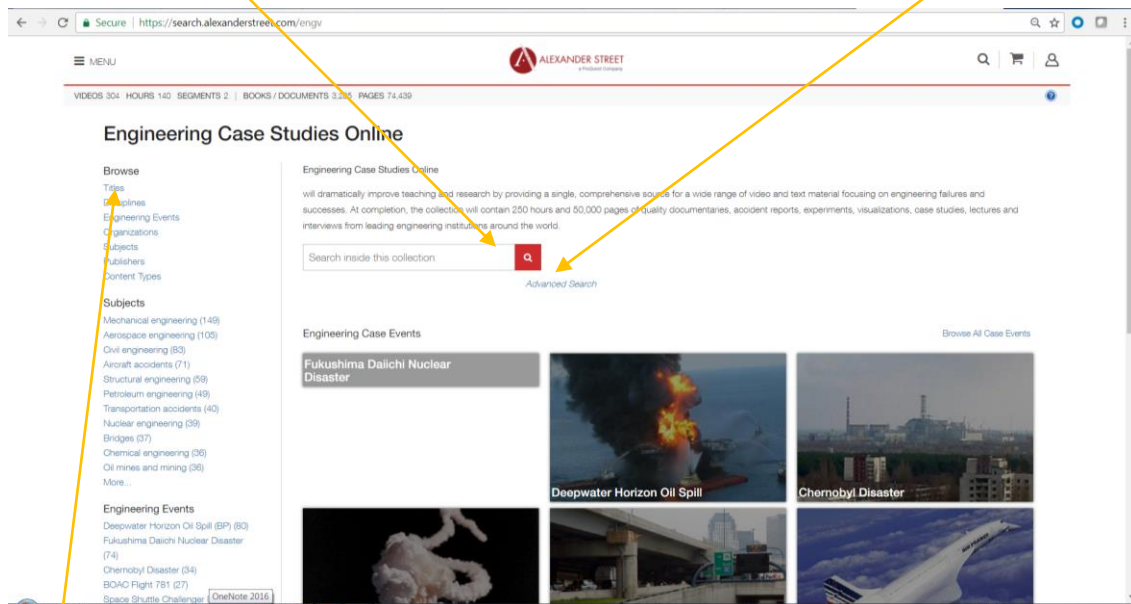 Secure | https://search.alexanderstreet.com/engv
MENU
ALEXANDER STREET
a ProQuest Company
VIDEOS 304 HOURS 140 SEGMENTS 2 | BOOKS / DOCUMENTS 3,285 PAGES 74,439
Engineering Case Studies Online
Browse
Titles
Disciplines
Engineering Events
Organizations
Subjects
Publishers
Content Types
Subjects
Mechanical engineering (149)
Aerospace engineering (105)
Civil engineering (83)
Aircraft accidents (71)
Structural engineering (59)
Petroleum engineering (49)
Transportation accidents (40)
Nuclear engineering (39)
Bridges (37)
Chemical engineering (36)
Oil mines and mining (36)
More...
Engineering Events
Deepwater Horizon Oil Spill (BP) (80)
Fukushima Daiichi Nuclear Disaster
(74)
Chernobyl Disaster (34)
BOAC Flight 781 (27)
Space Shuttle Challenger
OneNote 2016
Engineering Case Studies Online
will dramatically improve teaching and research by providing a single, comprehensive source for a wide range of video and text material focusing on engineering failures and
successes. At completion, the collection will contain 250 hours and 50,000 pages of quality documentaries, accident reports, experiments, visualizations, case studies, lectures and
interviews from leading engineering institutions around the world.
Search inside this collection
Advanced Search
Engineering Case Events
Browse All Case Events
Fukushima Daiichi Nuclear
Disaster
Deepwater Horizon Oil Spill
Chernobyl Disaster